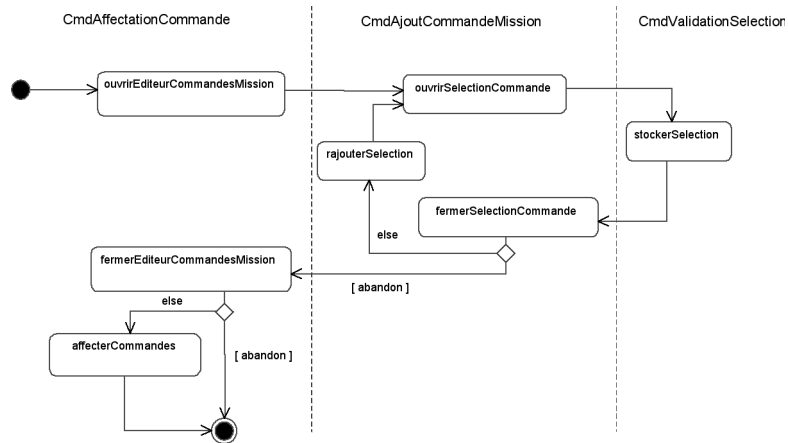 CmdAffectationCommande
CmdAjoutCommandeMission
CmdValidationSelection
ouvrirEditeurCommandesMission
ouvrirSelectionCommande
stockerSelection
rajouterSelection
fermerSelectionCommande
else
fermerEditeurCommandesMission
[ abandon ]
else
affecterCommandes
[ abandon ]